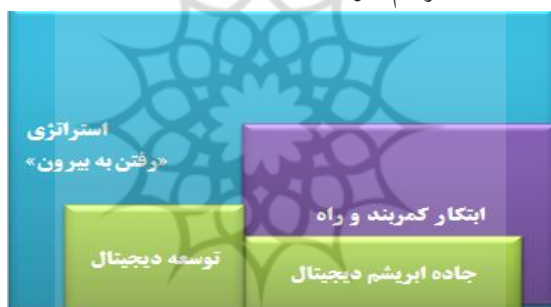 استراتژی
«رفتن به بیرون»
ابتکار کمربند و راه
توسعه دیجیتال
جاده ابریشم دیجیتال